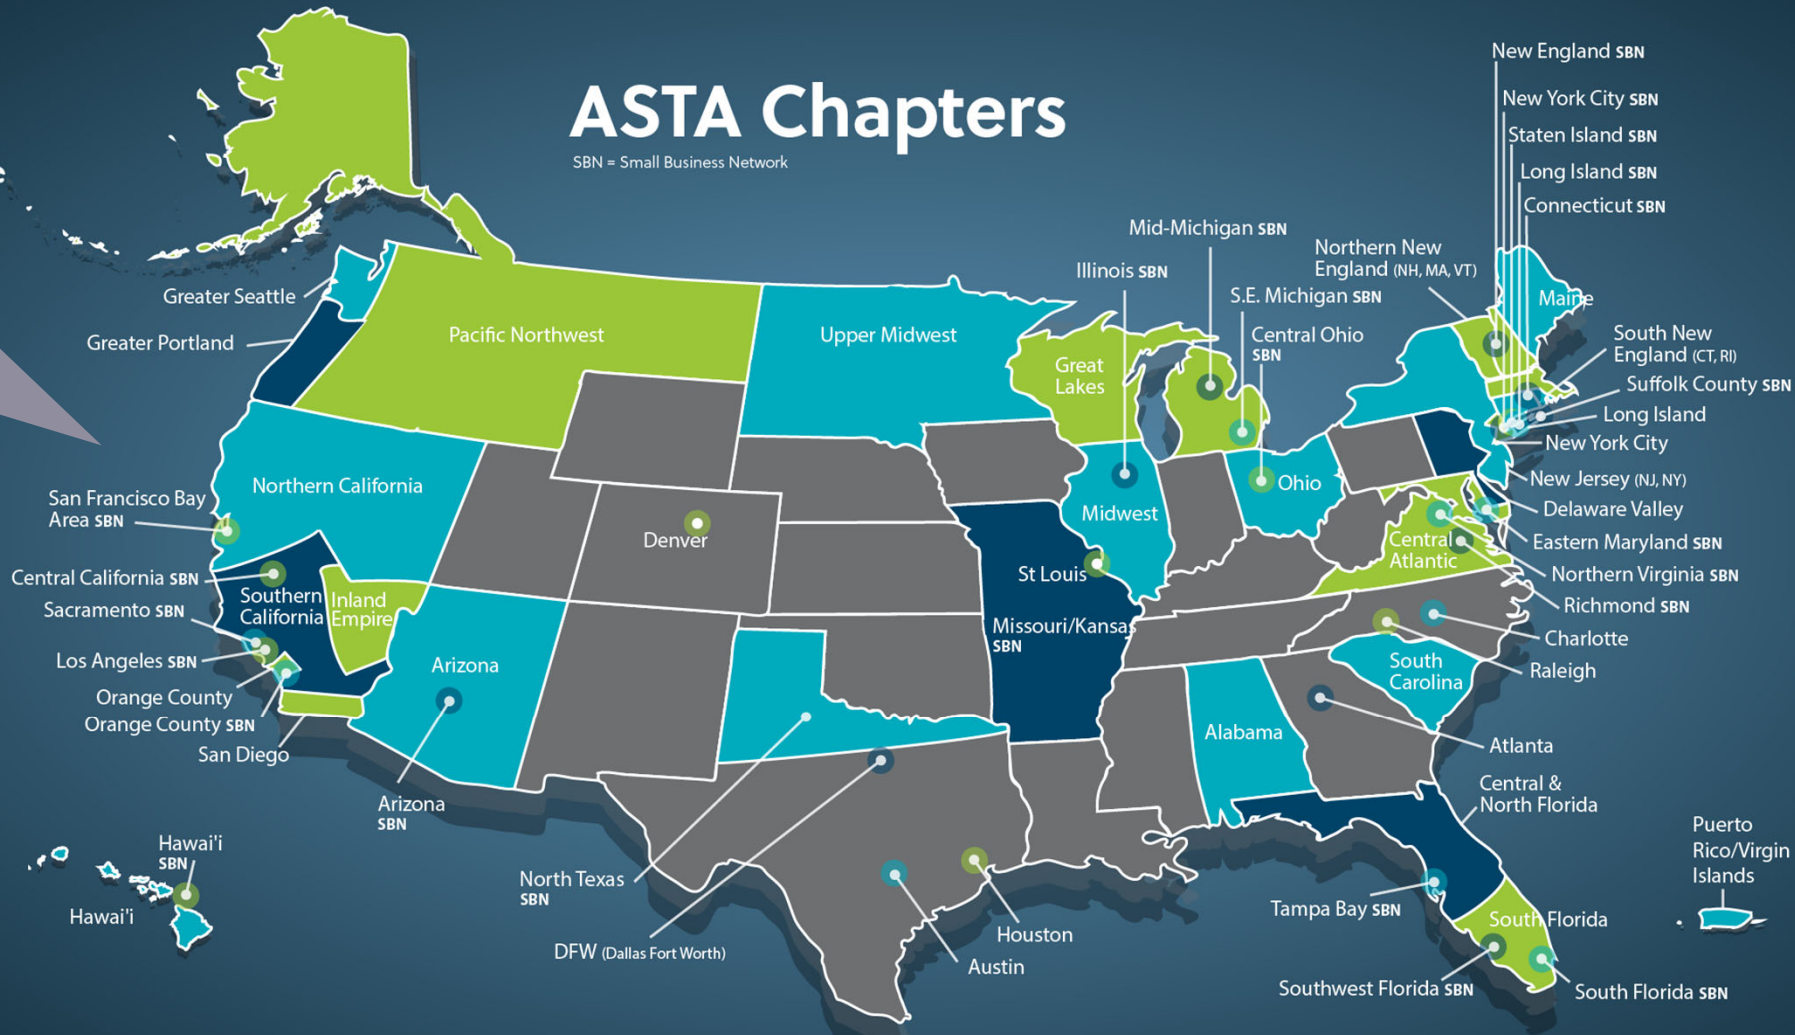 ASTA Chapters
SBN = Small Business Network
New England SBN
New York City SBN
Staten Island SBN
Long Island SBN
Connecticut SBN
Mid-Michigan SBN
Northern New
England (NH, MA, VT)
Illinois SBN
S.E. Michigan SBN
Central Ohio
SBN
Greater Seattle
Greater Portland
Pacific Northwest
Upper Midwest
Great
Lakes
Maine
South New
England (CT, RI)
Suffolk County SBN
Long Island
New York City
New Jersey (NJ, NY)
Delaware Valley
Eastern Maryland SBN
Northern Virginia SBN
Richmond SBN
Charlotte
Raleigh
Northern California
San Francisco Bay
Area SBN
Denver
Midwest
Ohio
Central
Atlantic
St Louis
Central California SBN
Sacramento SBN
Southern
California
Inland
Empire
Los Angeles SBN
Orange County
Orange County SBN
San Diego
Arizona
Arizona
SBN
Missouri/Kansas
SBN
South
Carolina
Alabama
Atlanta
Central &
North Florida
Hawai'i
SBN
Hawai'i
North Texas
SBN
DFW (Dallas Fort Worth)
Houston
Austin
Tampa Bay SBN
South Florida
Southwest Florida SBN
South Florida SBN
Puerto
Rico/Virgin
Islands